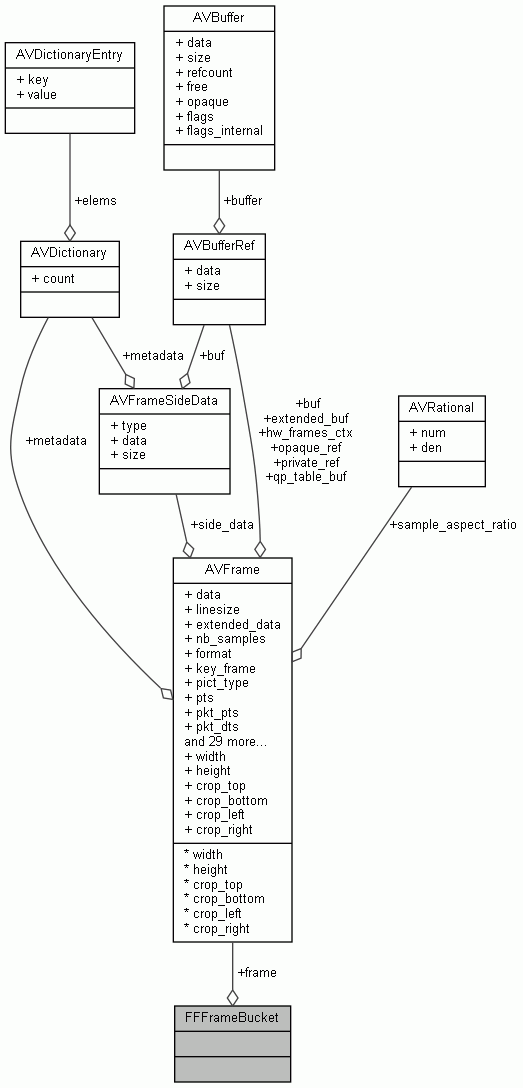 AVBuffer
+ data
+ size
+ refcount
+ free
+ opaque
+ flags
+ flags_internal
AVDictionaryEntry
+ key
+ value
+elems
+buffer
AVDictionary
+ count
AVBufferRef
+ data
+ size
+metadata
+buf
AVFrameSideData
+ type
+ data
+ size
+buf
+extended_buf
+hw_frames_ctx
+opaque_ref
+private_ref
+qp_table_buf
AVRational
+ num
+ den
+metadata
+side_data
+sample_aspect_ratio
AVFrame
+ data
+ linesize
+ extended_data
+ nb_samples
+ format
+ key_frame
+ pict_type
+ pts
+ pkt_pts
+ pkt_dts
and 29 more...
+ width
+ height
+ crop_top
+ crop_bottom
+ crop_left
+ crop_right
* width
* height
* crop_top
* crop_bottom
* crop_left
* crop_right
+frame
FFFrameBucket